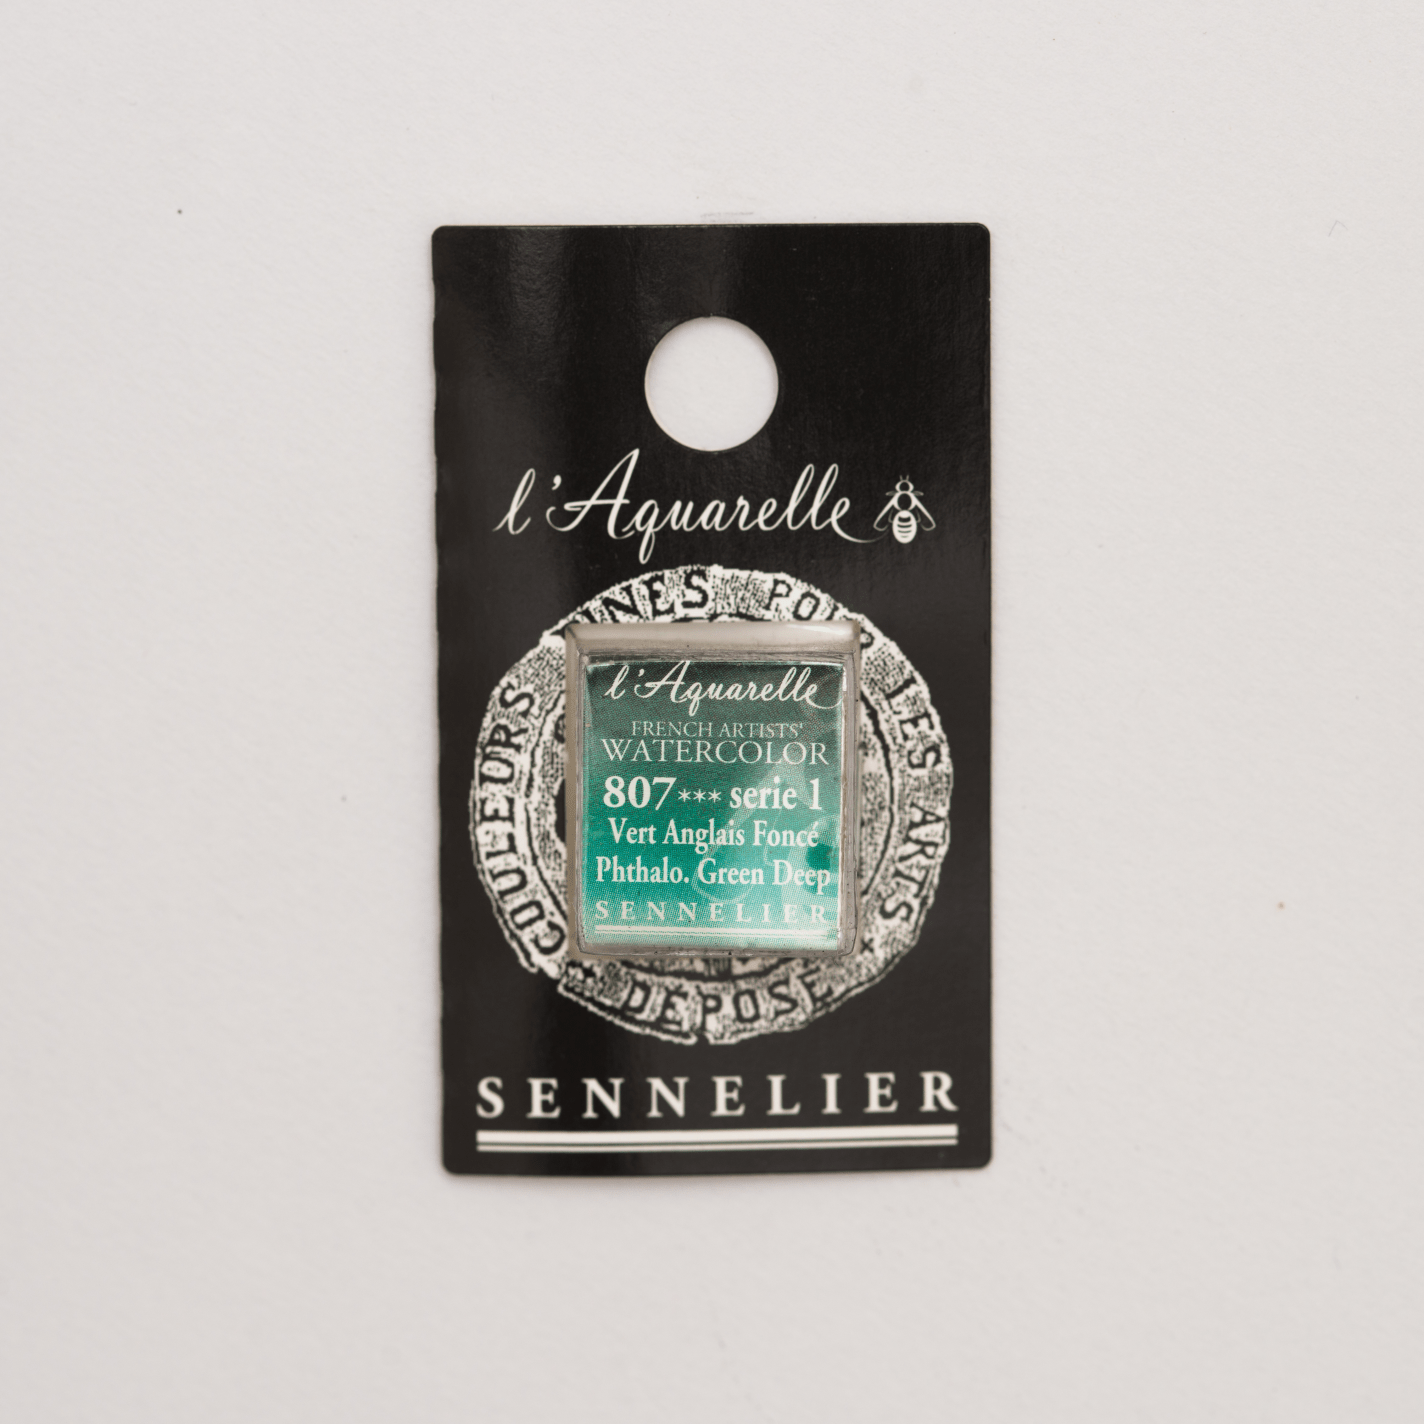 l'Aquarelle
COULEURS
POUR LES ARTS
DÉPOSÉ
l'Aquarelle
FRENCH ARTISTS'
WATERCOLOR
807*** serie 1
Vert Anglais Foncé
Phthalo. Green Deep
SENNELIER
SENNELIER